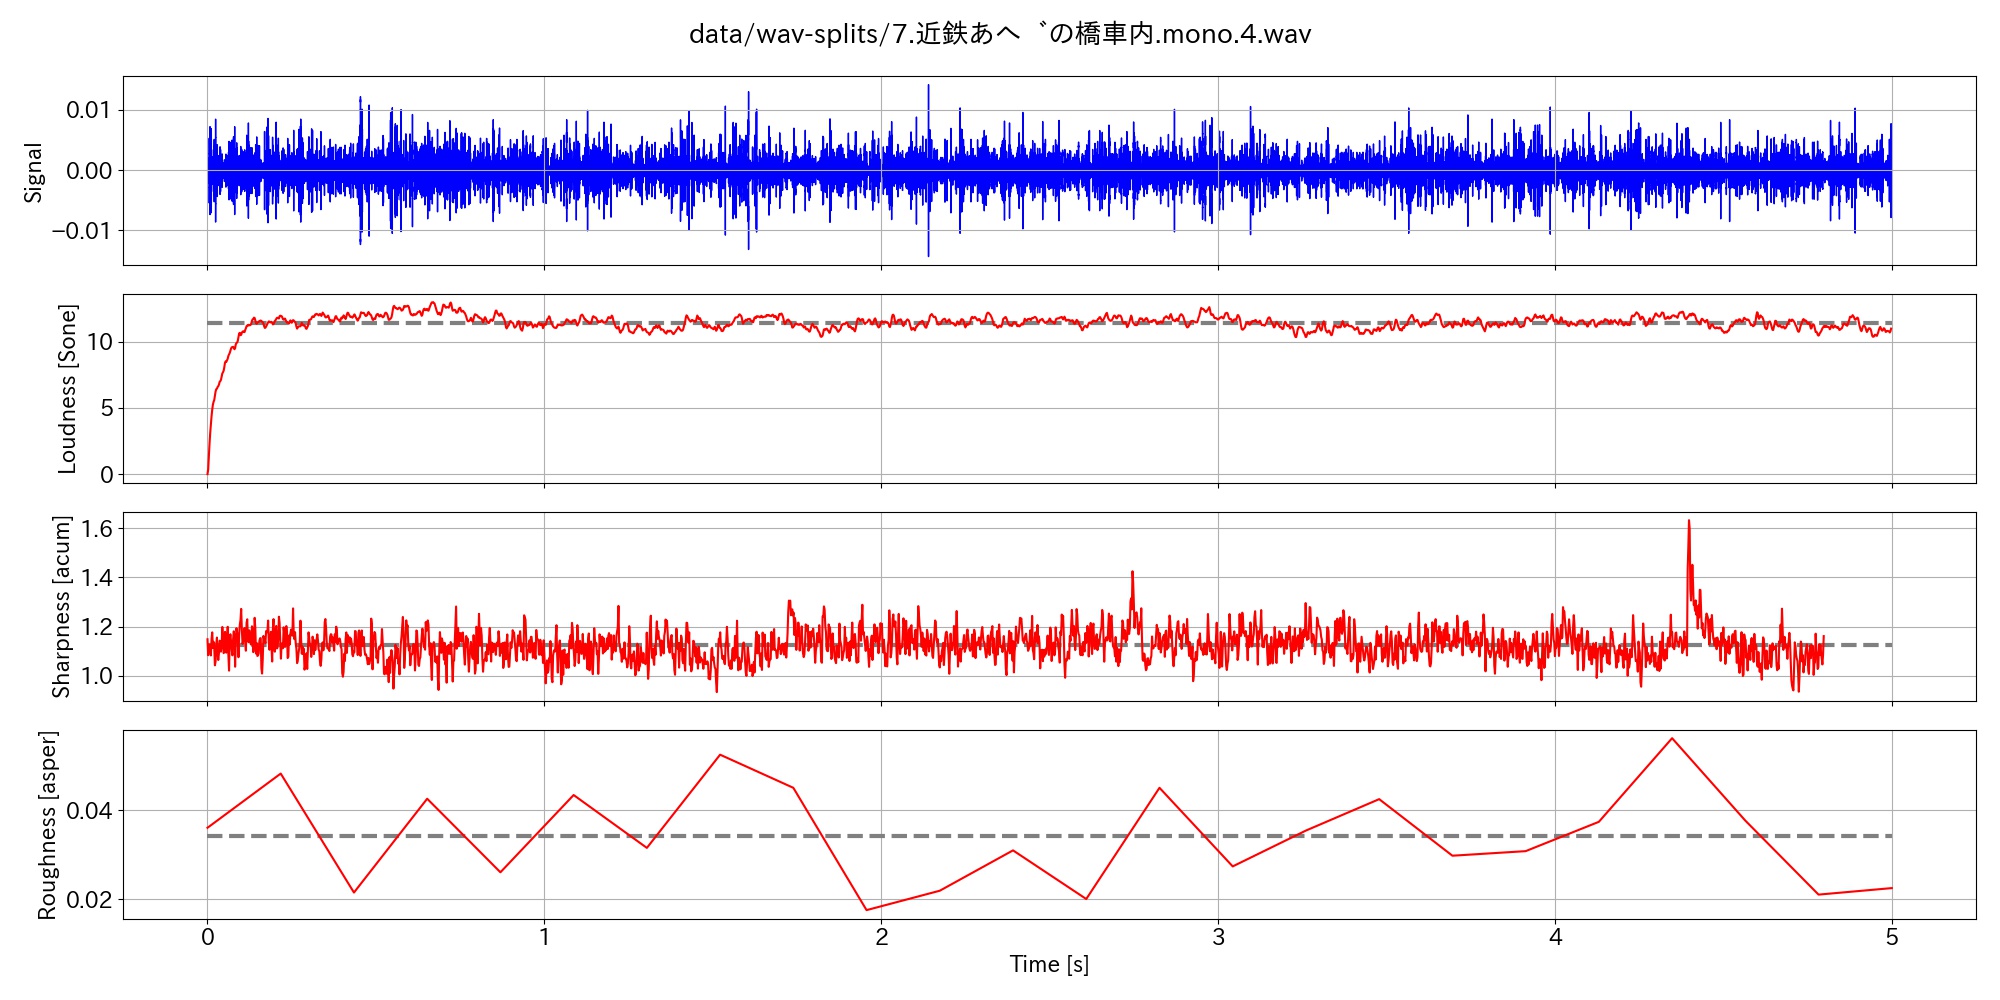 data/wav-splits/7.近鉄あべの橋車内.mono.4.wav
0.01
0.00
−0.01
Signal
10
5
0
Loudness [Sone]
1.6
1.4
1.2
1.0
Sharpness [acum]
0.04
0.02
Roughness [asper]
0 1 2 3 4 5
Time [s]